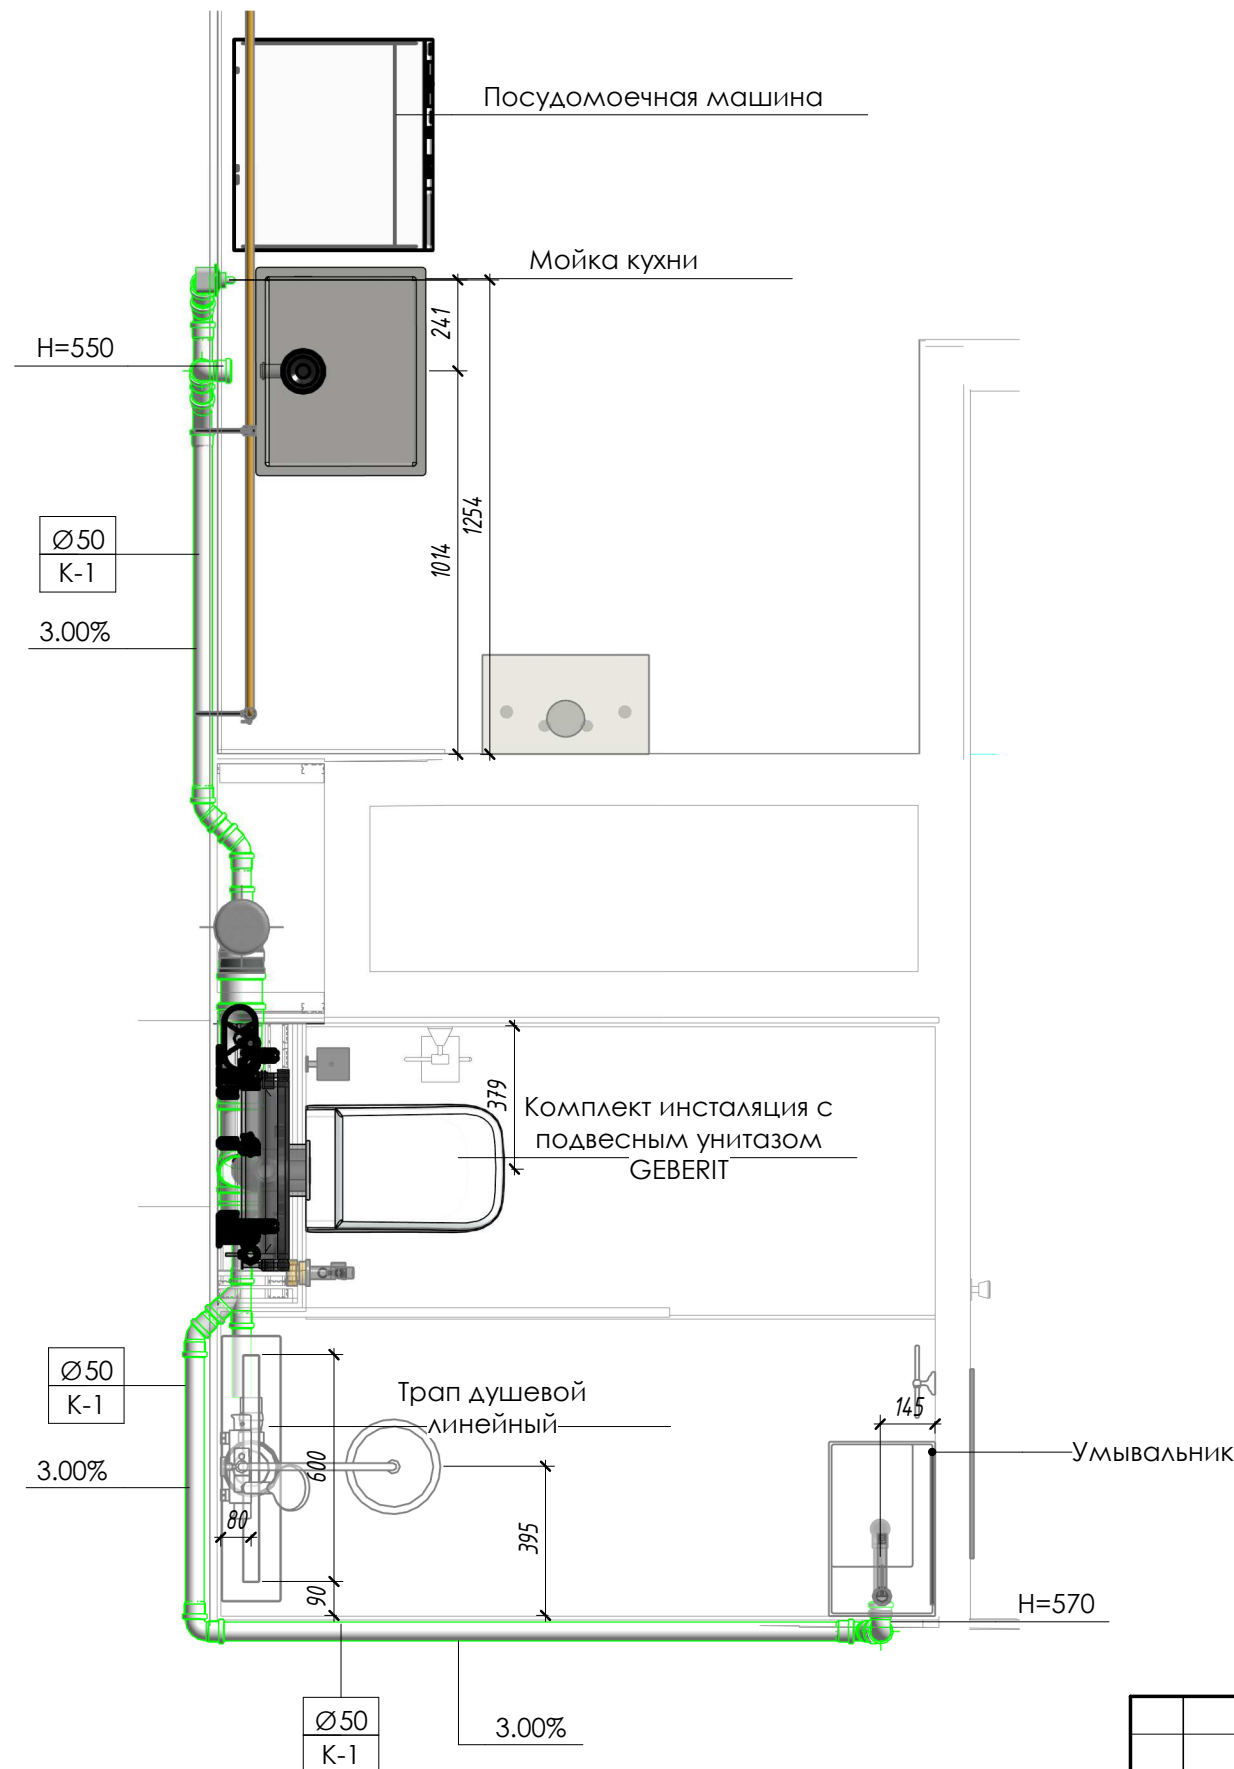 Посудомоечная машина
Мойка кухни
241
H=550
1254
1014
Ø50
К-1
3.00%
379
Комплект инсталяция с
подвесным унитазом
GEBERIT
Ø50
К-1
Трап душевой
линейный
145
Умывальник
600
3.00%
80
395
90
H=570
Ø50
К-1
3.00%